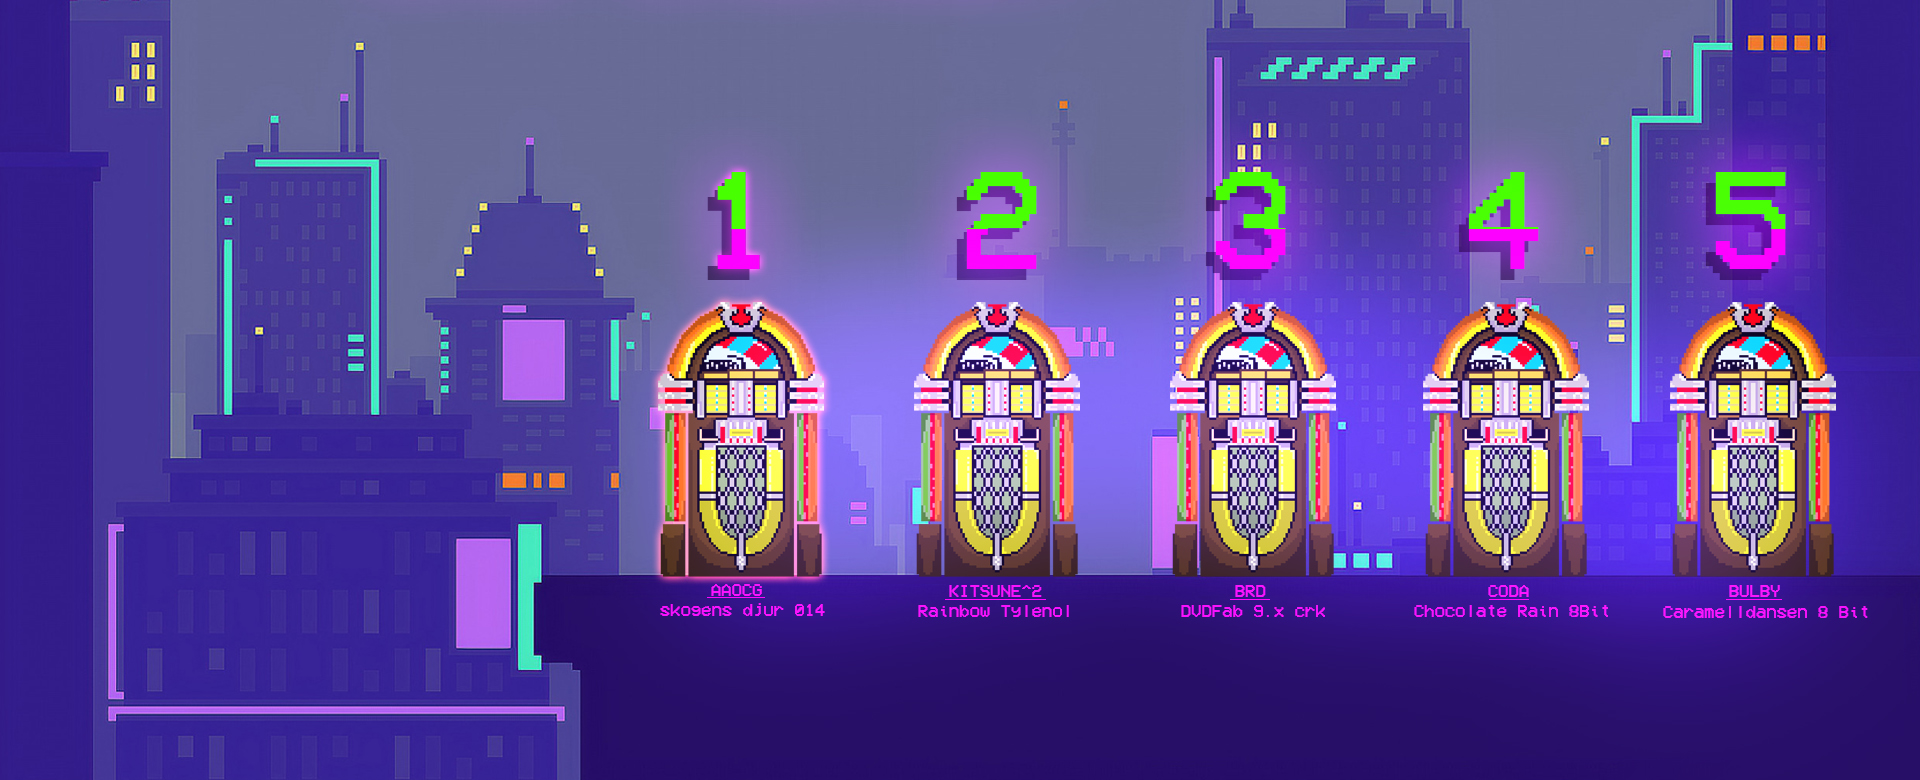 1
2
3
4
5
AAOCG
skogens djur 014
KITSUNE^2
Rainbow Tylenol
BRD
DVDFab 9.x crk
CODA
Chocolate Rain 8Bit
BULBY
Caramelldansen 8 Bit